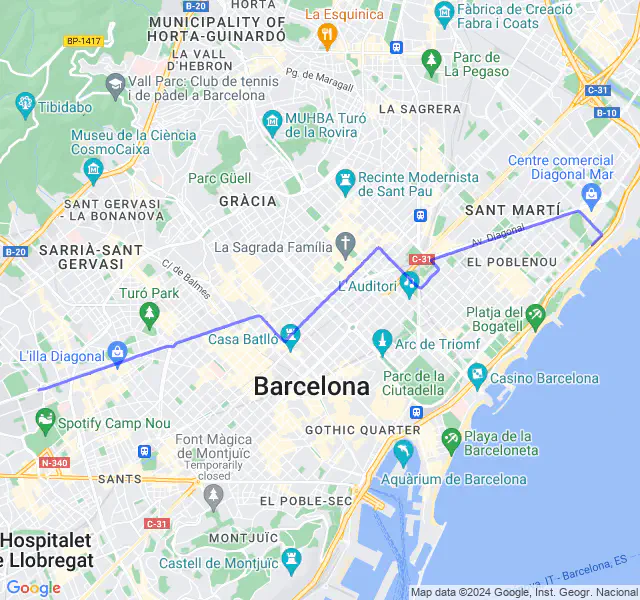 HORTA
B-20
Fàbrica de Creació
Fabra i Coats
MUNICIPALITY OF
HORTA-GUINARDÓ
La Esquinica
BP-1417
LA VALL
D'HEBRON
Parc de
La Pegaso
Pg. de Maragall
Vall Parc: Club de tennis
i de pàdel a Barcelona
C-31
Tibidabo
LA SAGRERA
B-10
MUHBA Turó
de la Rovira
Museu de la Ciència
CosmoCaixa
Centre comercial
Diagonal Mar
Parc Güell
Recinte Modernista
de Sant Pau
SANT GERVASI
- LA BONANOVA
GRÀCIA
SANT MARTÍ
B-20
SARRIÀ-SANT
GERVASI
La Sagrada Família
Av. Diagonal
C-31
EL POBLENOU
C/ de Balmes
L'Auditori
Turó Park
Platja del
Bogatell
Casa Batlló
Arc de Triomf
L'illa Diagonal
Barcelona
Parc de la
Ciutadella
Casino Barcelona
Spotify Camp Nou
GOTHIC QUARTER
Font Màgica
de Montjuïc
Temporarily
closed
Playa de la
Barceloneta
N-340
SANTS
Aquàrium de Barcelona
EL POBLE-SEC
C-31
MONTJUÏC
Hospitalet
e Llobregat
Castell de Montjuïc
IT - Barcelona, ES
Google
Map data ©2024 Google, Inst. Geogr. Nacional